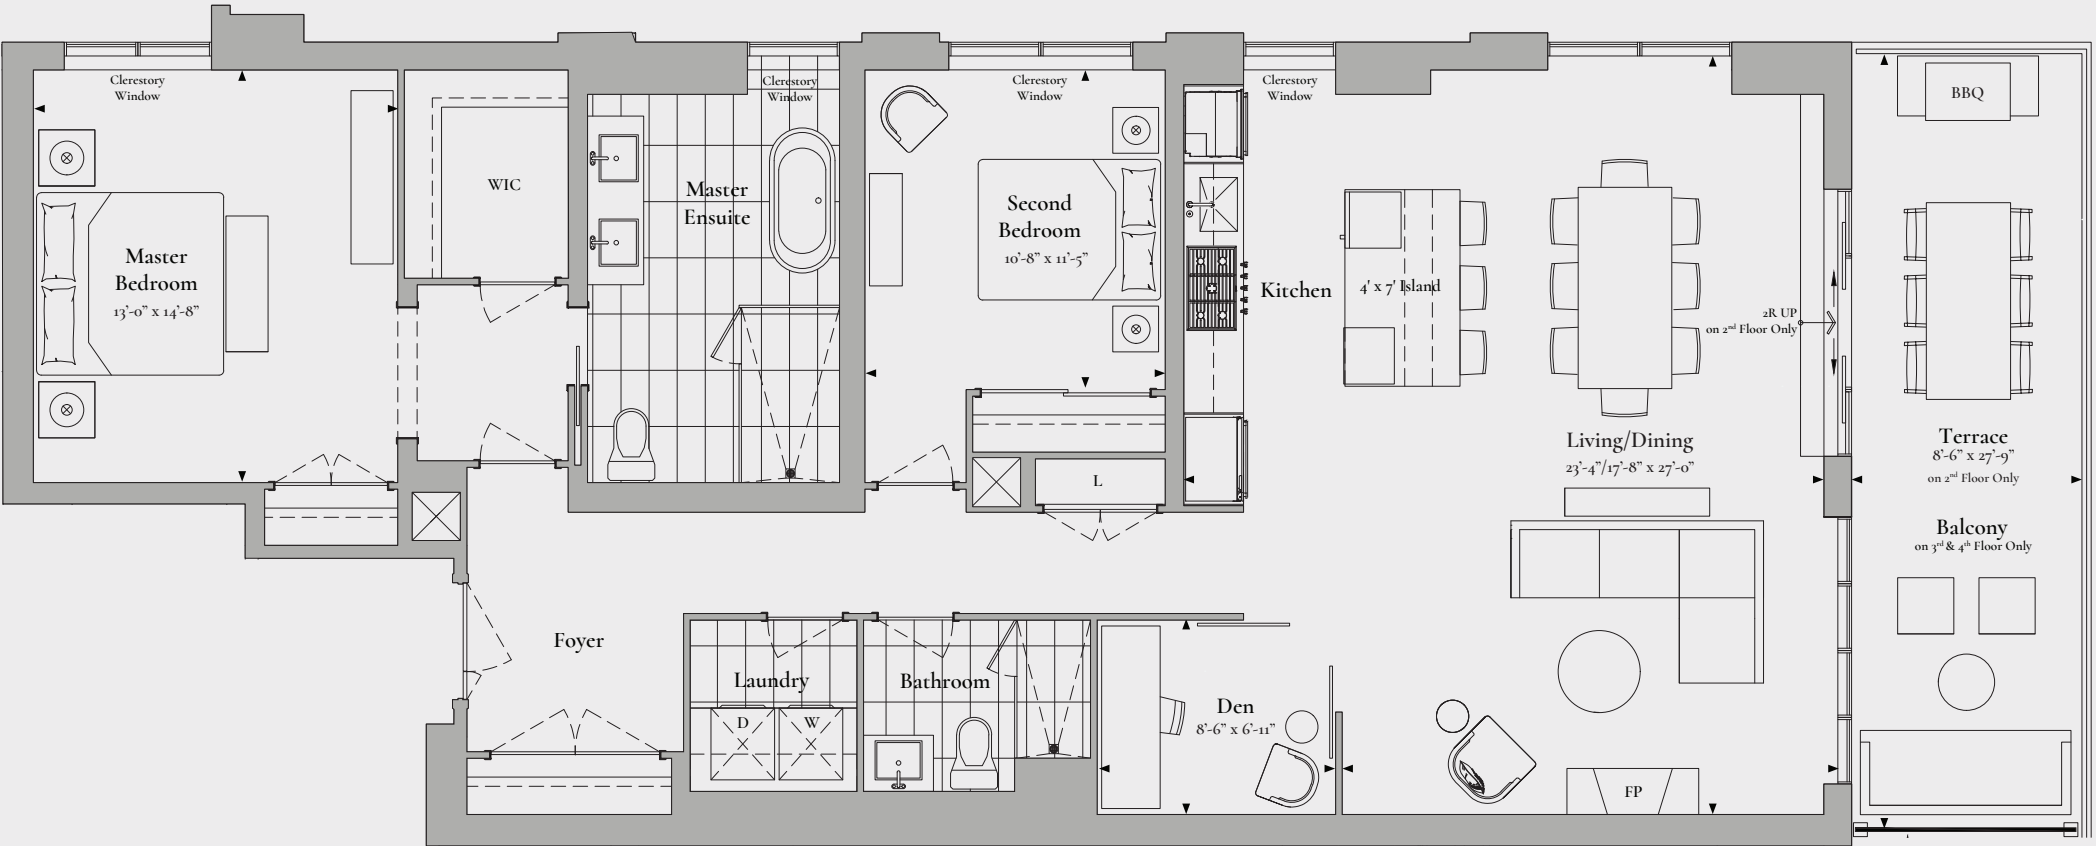 Clerestory
Window
Clerestory
Window
Clerestory
Window
Clerestory
Window
BBQ
WIC
Master
Ensuite
Second
Bedroom
10'-8" x 11'-5"
Master
Bedroom
13'-0" x 14'-8"
Kitchen
4' x 7' Island
2R UP
on 2nd Floor Only
Living/Dining
23'-4"/17'-8" x 27'-0"
Terrace
8'-6" x 27'-9"
on 2nd Floor Only
L
Balcony
on 3rd & 4th Floor Only
Foyer
Laundry
D
W
Bathroom
Den
8'-6" x 6'-11"
FP